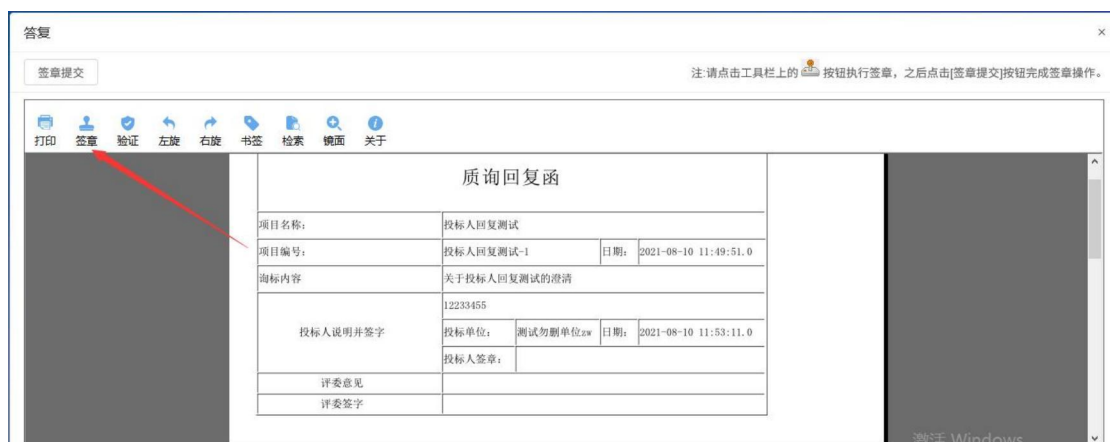 答复
×
签章提交
注:请点击工具栏上的 按钮执行签章，之后点击[签章提交]按钮完成签章操作。
打印 签章 验证 左旋 右旋 书签 检索 镜面 关于
质询回复函
项目名称： 投标人回复测试
项目编号： 投标人回复测试-1 日期： 2021-08-10 11:49:51.0
询标内容 关于投标人回复测试的澄清
12233455
投标人说明并签字 投标单位： 测试勿删单位zw 日期： 2021-08-10 11:53:11.0
投标人签章：
评委意见
评委签字
激活 Windows